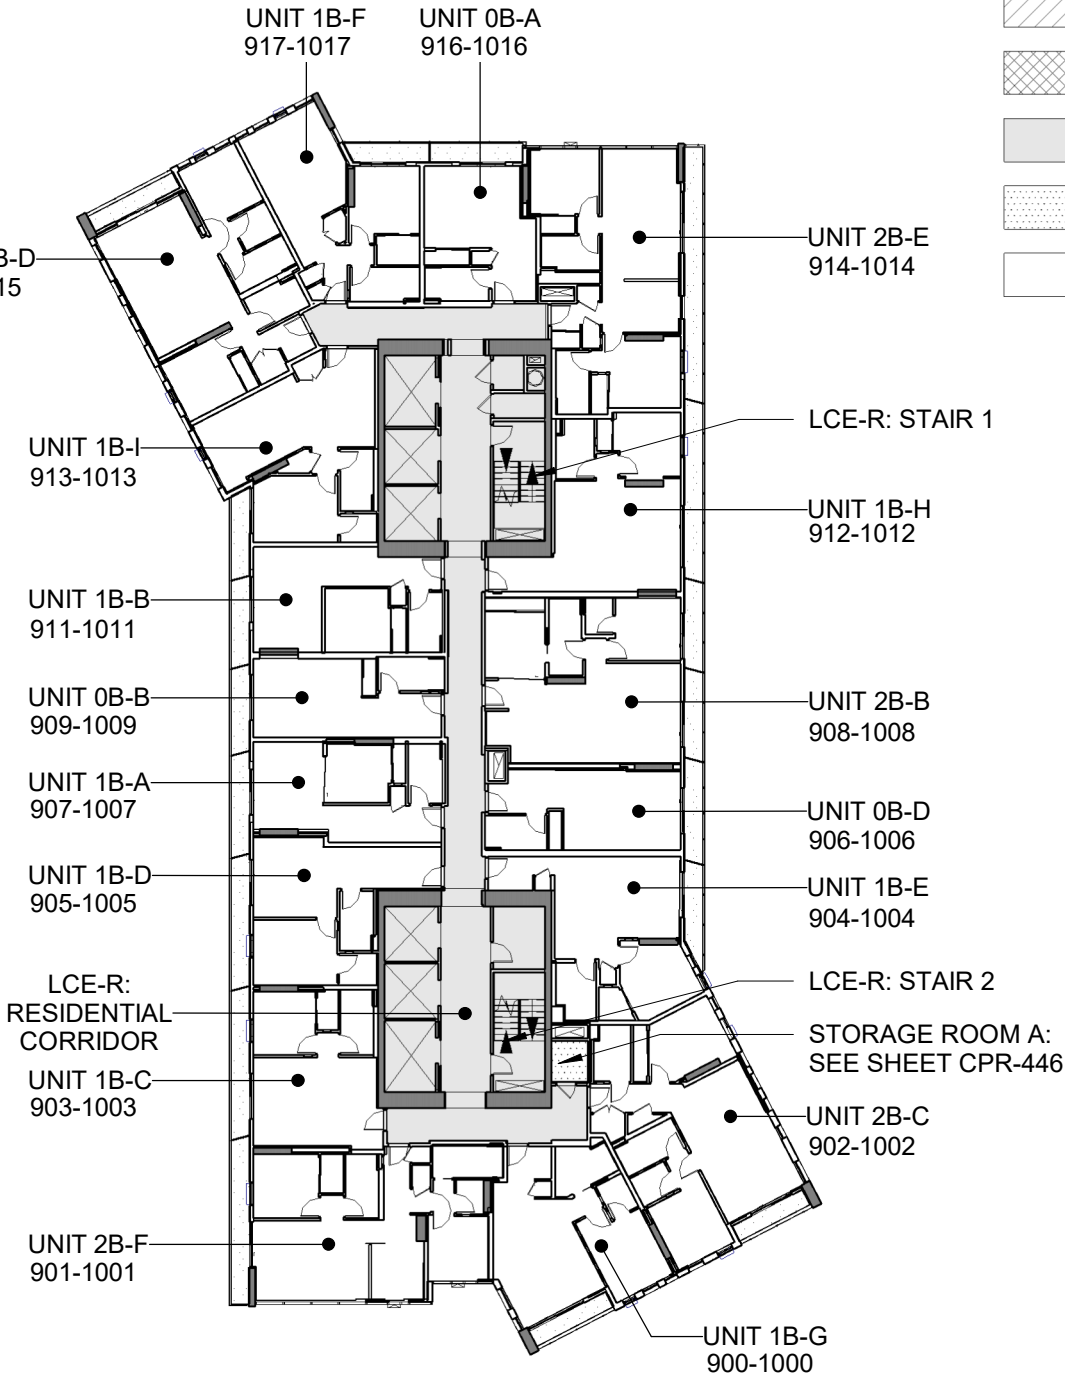 UNIT 1B-F
917-1017
UNIT 0B-A
916-1016
B-D
15
UNIT 2B-E
914-1014
UNIT 1B-I
913-1013
LCE-R: STAIR 1
UNIT 1B-H
912-1012
UNIT 1B-B
911-1011
UNIT 0B-B
909-1009
UNIT 2B-B
908-1008
UNIT 1B-A
907-1007
UNIT 0B-D
906-1006
UNIT 1B-D
905-1005
UNIT 1B-E
904-1004
LCE-R:
RESIDENTIAL
CORRIDOR
LCE-R: STAIR 2
STORAGE ROOM A:
SEE SHEET CPR-446
UNIT 1B-C
903-1003
UNIT 2B-C
902-1002
UNIT 2B-F
901-1001
UNIT 1B-G
900-1000